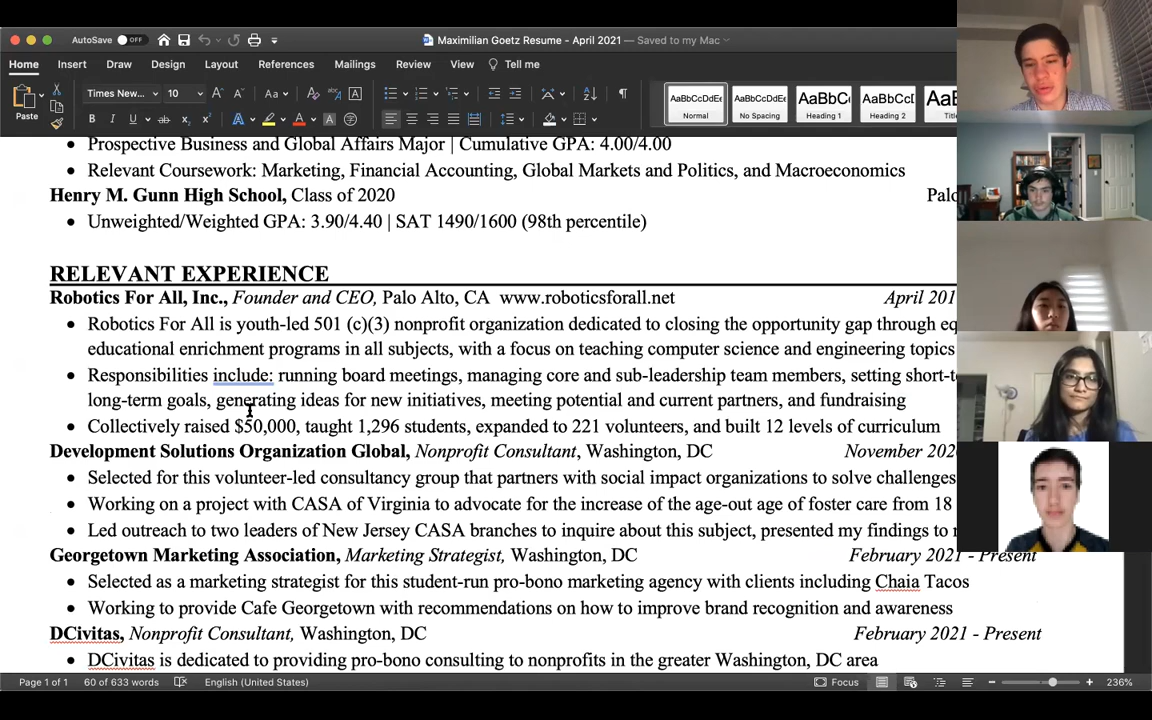 AutoSave OFF
Maximilian Goetz Resume - April 2021 — Saved to my Mac
Home Insert Draw Design Layout References Mailings Review View Tell me
Paste
Times New... 10
AaBbCcDdEe AaBbCcDdEe AaBbCc AaBbCcD AaB
Normal No Spacing Heading 1 Heading 2
• Prospective Business and Global Affairs Major | Cumulative GPA: 4.00/4.00
• Relevant Coursework: Marketing, Financial Accounting, Global Markets and Politics, and Macroeconomics
Henry M. Gunn High School, Class of 2020 Palo
• Unweighted/Weighted GPA: 3.90/4.40 | SAT 1490/1600 (98th percentile)
RELEVANT EXPERIENCE
Robotics For All, Inc., Founder and CEO, Palo Alto, CA www.roboticsforall.net April 201
• Robotics For All is youth-led 501 (c)(3) nonprofit organization dedicated to closing the opportunity gap through eq
educational enrichment programs in all subjects, with a focus on teaching computer science and engineering topics
• Responsibilities include: running board meetings, managing core and sub-leadership team members, setting short-t
long-term goals, generating ideas for new initiatives, meeting potential and current partners, and fundraising
• Collectively raised $50,000, taught 1,296 students, expanded to 221 volunteers, and built 12 levels of curriculum
Development Solutions Organization Global, Nonprofit Consultant, Washington, DC November 202
• Selected for this volunteer-led consultancy group that partners with social impact organizations to solve challenges
• Working on a project with CASA of Virginia to advocate for the increase of the age-out age of foster care from 18
• Led outreach to two leaders of New Jersey CASA branches to inquire about this subject, presented my findings to
Georgetown Marketing Association, Marketing Strategist, Washington, DC February 2021 - Present
• Selected as a marketing strategist for this student-run pro-bono marketing agency with clients including Chaia Tacos
• Working to provide Cafe Georgetown with recommendations on how to improve brand recognition and awareness
DCivitas, Nonprofit Consultant, Washington, DC February 2021 - Present
• DCivitas is dedicated to providing pro-bono consulting to nonprofits in the greater Washington, DC area
Page 1 of 1 60 of 633 words English (United States) Focus 236%